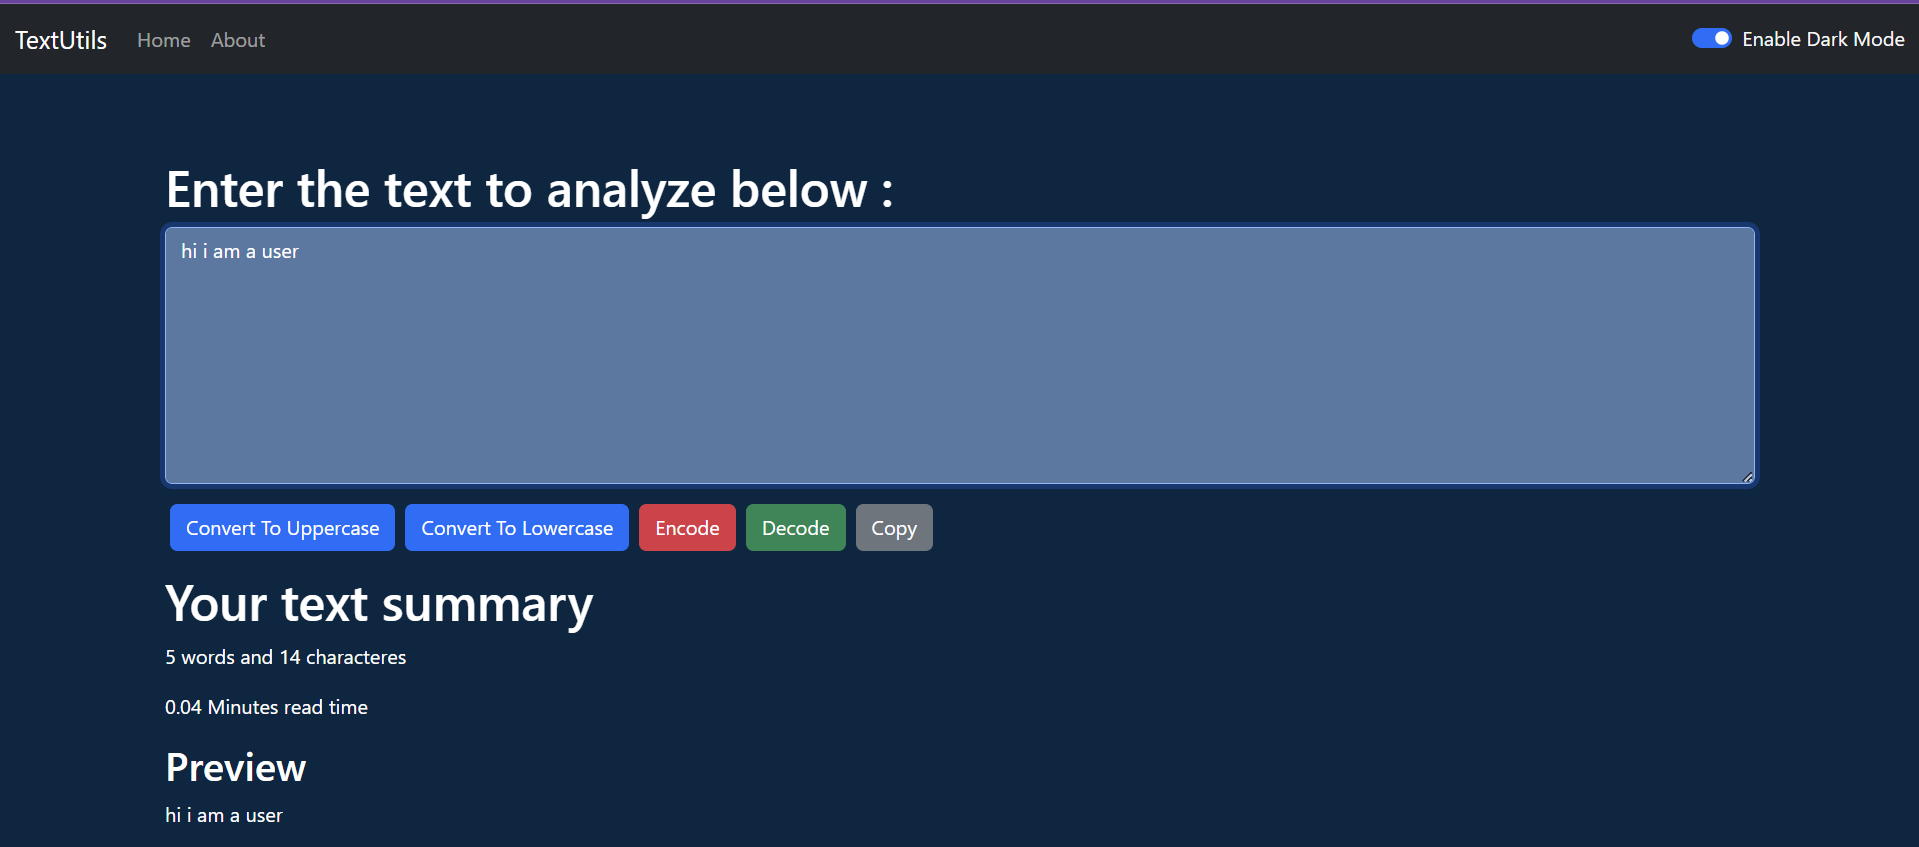 TextUtils Home About Enable Dark Mode
Enter the text to analyze below :
hi i am a user
Convert To Uppercase Convert To Lowercase Encode Decode Copy
Your text summary
5 words and 14 characteres
0.04 Minutes read time
Preview
hi i am a user